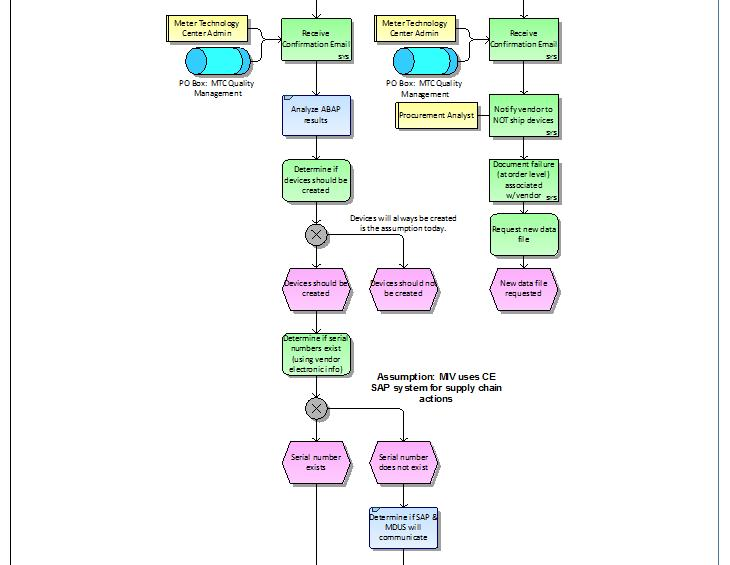 Meter Technology
Center Admin
Receive
Confirmation Email
SYS
PO Box: MTC Quality
Management
Meter Technology
Center Admin
Receive
Confirmation Email
SYS
PO Box: MTC Quality
Management
Analyze ABAP
results
Procurement Analyst
Notify vendor to
NOT ship devices
SYS
Determine if
devices should be
created
Document failure
(at order level)
associated
w/vendor
SYS
Devices will always be created
is the assumption today.
Request new data
file
Devices should be
created
Devices should no
be created
New data file
requested
Determine if serial
numbers exist
(using vendor
electronic info)
Assumption: MIV uses CE
SAP system for supply chain
actions
Serial number
exists
Serial number
does not exist
Determine if SAP &
MDUS will
communicate